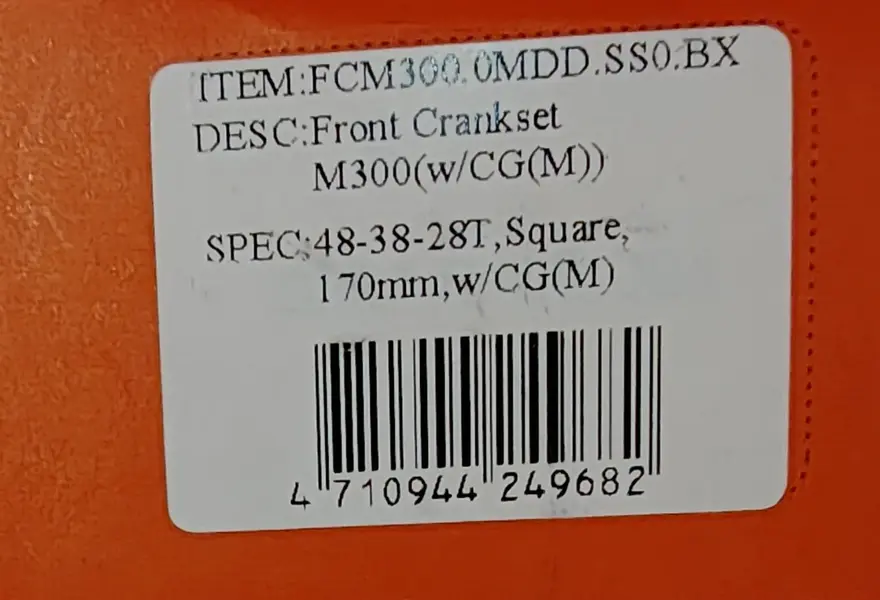 ITEM:FCM300.0MDD.SS0.BX
DESC:Front Crankset
M300(w/CG(M))
SPEC:48-38-28T,Square,
170mm,w/CG(M)
4 710944 249682